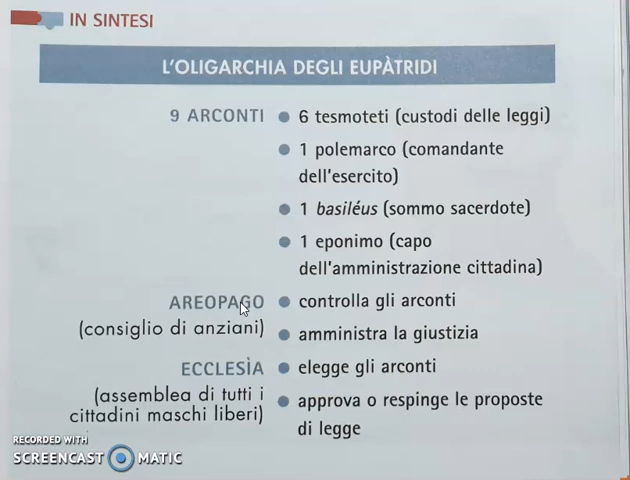 IN SINTESI
L'OLIGARCHIA DEGLI EUPÀTRIDI
9 ARCONTI
6 tesmoteti (custodi delle leggi)
1 polemarco (comandante
dell'esercito)
1 basiléus (sommo sacerdote)
1 eponimo (capo
dell'amministrazione cittadina)
AREOPAGO
(consiglio di anziani)
controlla gli arconti
amministra la giustizia
ECCLESÌA
(assemblea di tutti i
cittadini maschi liberi)
elegge gli arconti
approva o respinge le proposte
di legge
RECORDED WITH
SCREENCAST MATIC